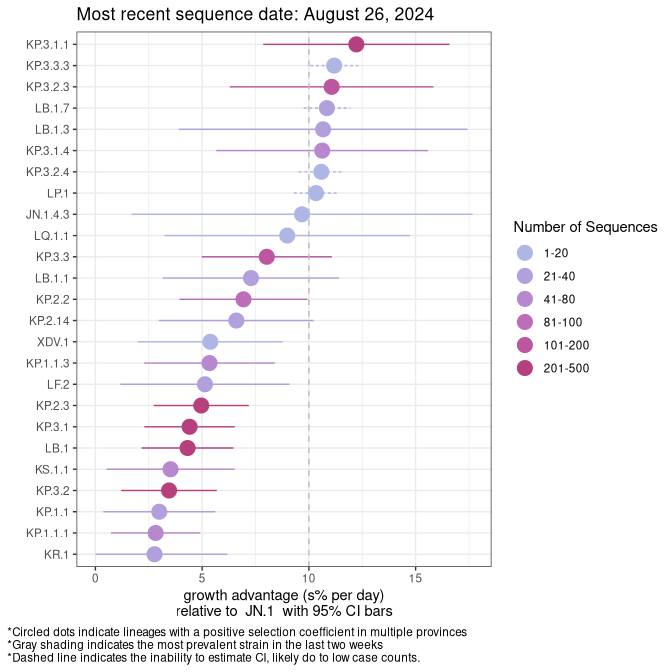 Most recent sequence date: August 26, 2024
KP.3.1.1
KP.3.3.3
KP.3.2.3
LB.1.7
LB.1.3
KP.3.1.4
KP.3.2.4
LP.1
JN.1.4.3
LQ.1.1
KP.3.3
LB.1.1
KP.2.2
KP.2.14
XDV.1
KP.1.1.3
LF.2
KP.2.3
KP.3.1
LB.1
KS.1.1
KP.3.2
KP.1.1
KP.1.1.1
KR.1
0 5 10 15
growth advantage (s% per day)
relative to JN.1 with 95% CI bars
Number of Sequences
1-20
21-40
41-80
81-100
101-200
201-500
*Circled dots indicate lineages with a positive selection coefficient in multiple provinces
*Gray shading indicates the most prevalent strain in the last two weeks
*Dashed line indicates the inability to estimate CI, likely do to low case counts.